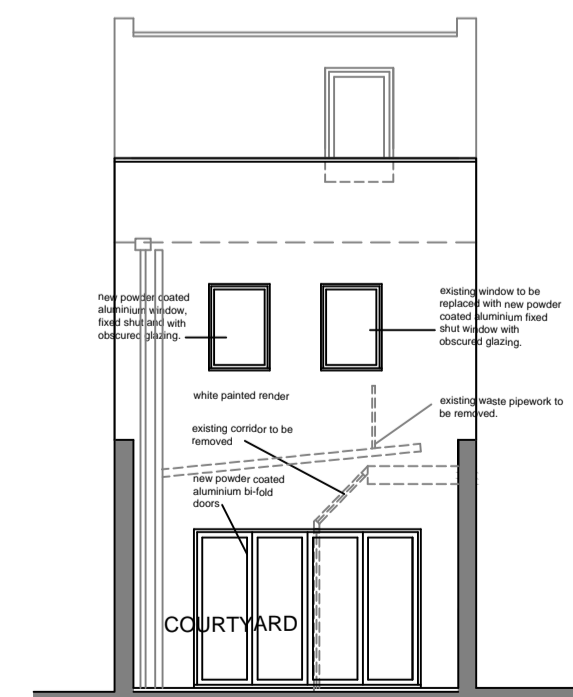 new powder coated
aluminium window,
fixed shut and with
obscured glazing.
existing window to be
replaced with new powder
coated aluminium fixed
shut window with
obscured glazing.
white painted render
existing waste pipework to
be removed.
existing corridor to be
removed
new powder coated
aluminium bi-fold
doors
COURTYARD